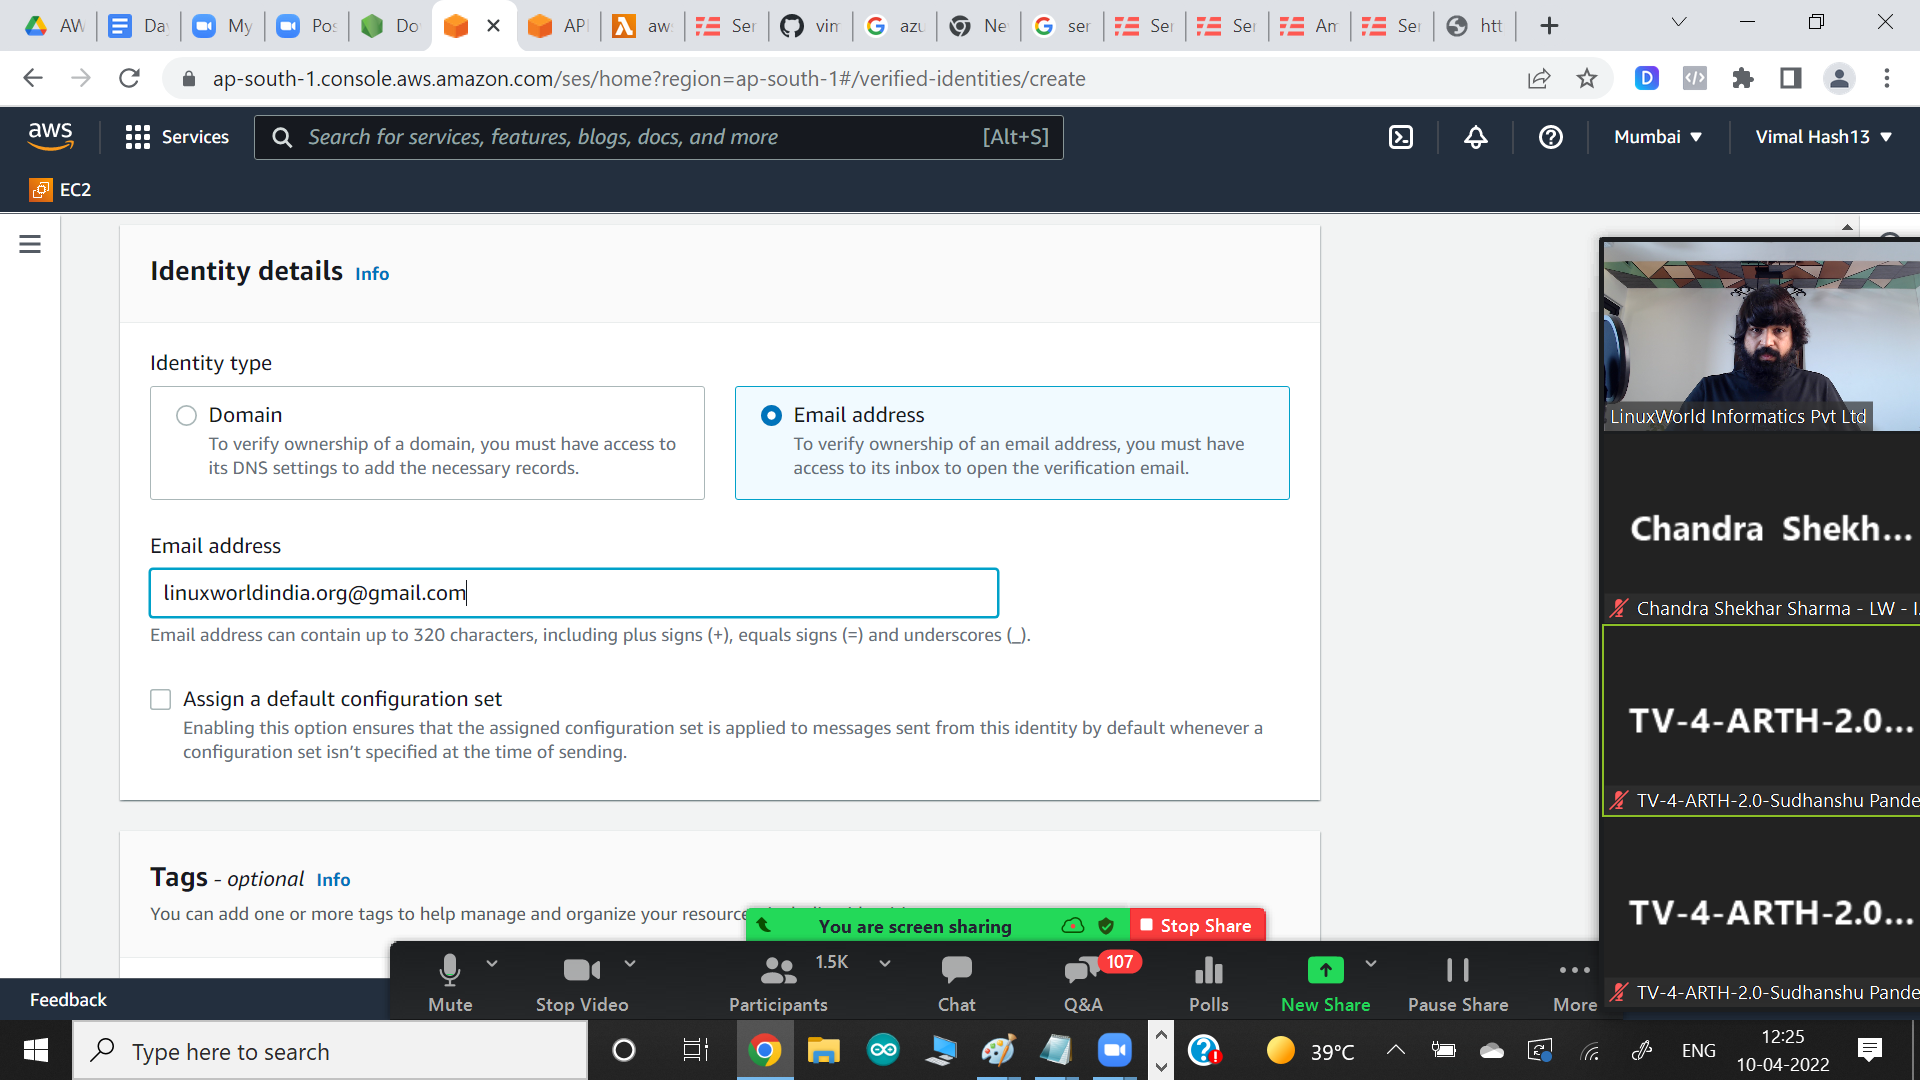 AW
Da
My
Pos
Do
API
aw
Ser
vim
azu
Ne
ser
Ser
Ser
Am
Ser
htt
ap-south-1.console.aws.amazon.com/ses/home?region=ap-south-1#/verified-identities/create
aws
Services
Search for services, features, blogs, docs, and more [Alt+S]
Mumbai
Vimal Hash13
EC2
Identity details Info
Identity type
Domain
To verify ownership of a domain, you must have access to
its DNS settings to add the necessary records.
Email address
To verify ownership of an email address, you must have
access to its inbox to open the verification email.
Email address
linuxworldindia.org@gmail.com
Email address can contain up to 320 characters, including plus signs (+), equals signs (=) and underscores (_).
Assign a default configuration set
Enabling this option ensures that the assigned configuration set is applied to messages sent from this identity by default whenever a
configuration set isn't specified at the time of sending.
Tags - optional Info
You can add one or more tags to help manage and organize your
LinuxWorld Informatics Pvt Ltd
Chandra Shekh...
Chandra Shekhar Sharma - LW - I
TV-4-ARTH-2.0...
TV-4-ARTH-2.0-Sudhanshu Pande
TV-4-ARTH-2.0...
TV-4-ARTH-2.0-Sudhanshu Pande
You are screen sharing
Stop Share
Mute
Stop Video
1.5K
Participants
Chat
107
Q&A
Polls
New Share
Pause Share
More
Feedback
Type here to search
39°C
ENG
12:25
10-04-2022